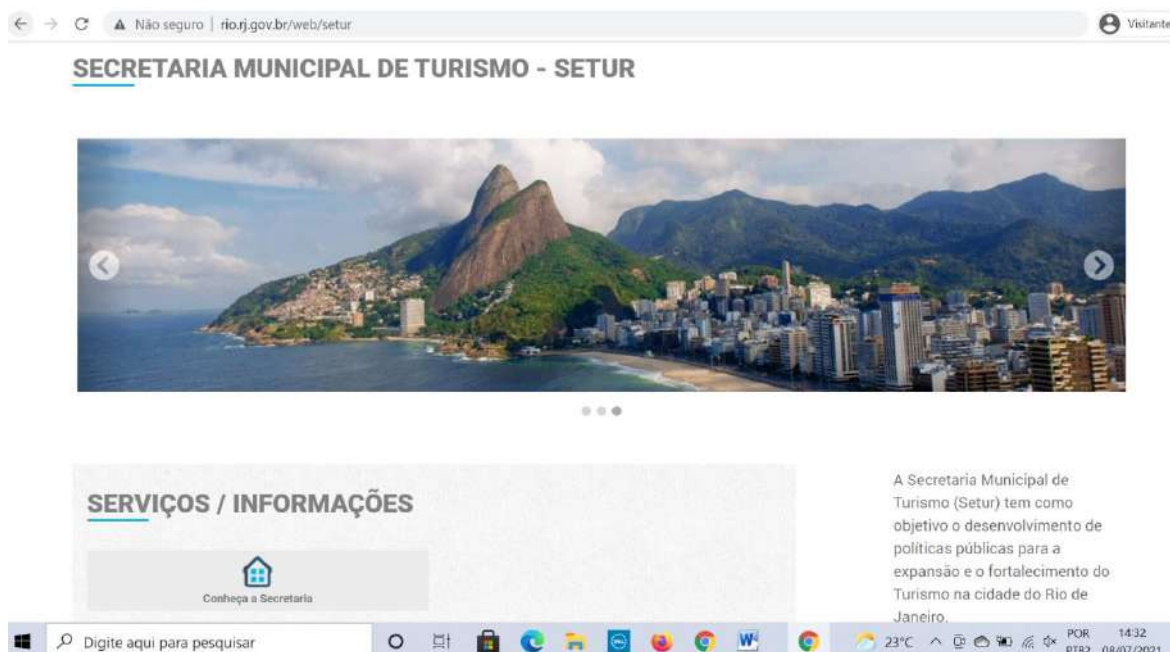 Não seguro | rio.rj.gov.br/web/setur
Visitante
SECRETARIA MUNICIPAL DE TURISMO - SETUR
SERVIÇOS / INFORMAÇÕES
Conheça a Secretaria
A Secretaria Municipal de
Turismo (Setur) tem como
objetivo o desenvolvimento de
políticas públicas para a
expansão e o fortalecimento do
Turismo na cidade do Rio de
Janeiro.
Digite aqui para pesquisar
DELL
W
23°C
POR
PTB2
14:32
08/07/2021